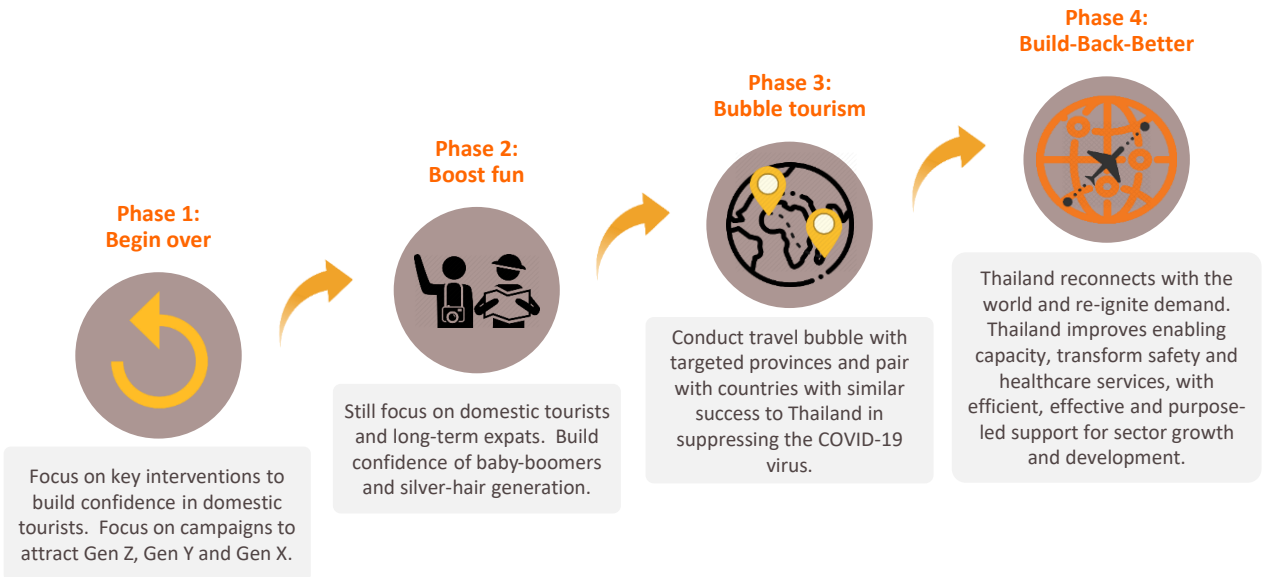 Phase 1:
Begin over
Focus on key interventions to
build confidence in domestic
tourists.  Focus on campaigns to
attract Gen Z, Gen Y and Gen X.
Phase 2:
Boost fun
Still focus on domestic tourists
and long-term expats.  Build
confidence of baby-boomers
and silver-hair generation.
Phase 3:
Bubble tourism
Conduct travel bubble with
targeted provinces and pair
with countries with similar
success to Thailand in
suppressing the COVID-19
virus.
Phase 4:
Build-Back-Better
Thailand reconnects with the
world and re-ignite demand.
Thailand improves enabling
capacity, transform safety and
healthcare services, with
efficient, effective and purpose-
led support for sector growth
and development.